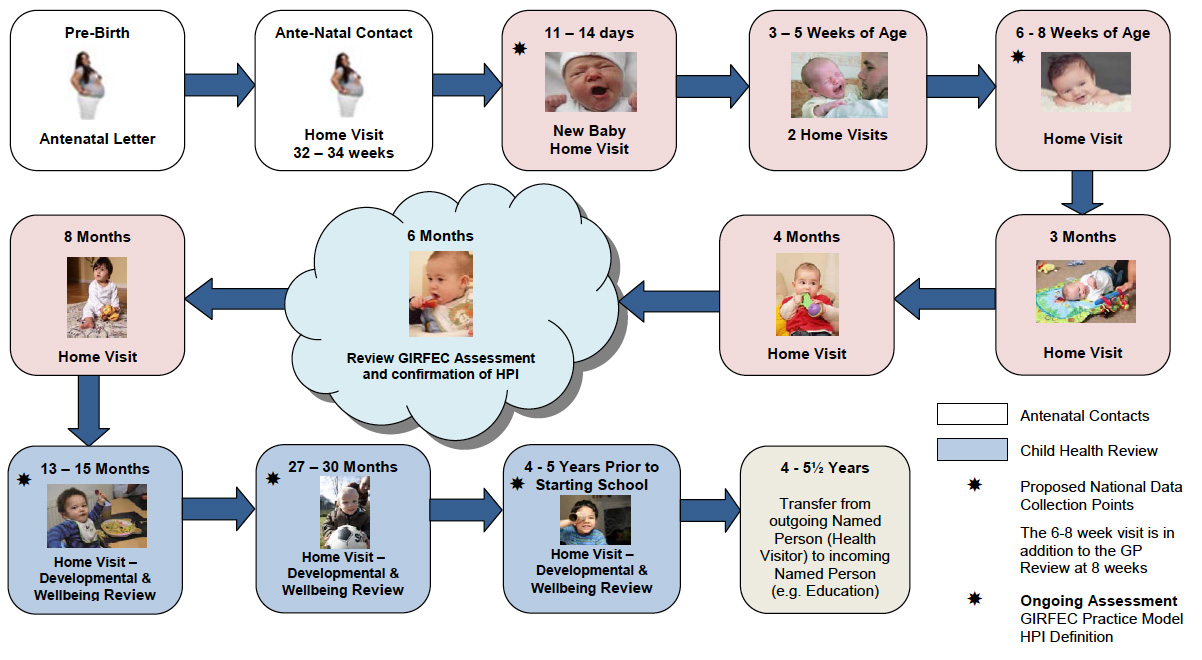 Pre-Birth
Antenatal Letter
Ante-Natal Contact
Home Visit
32 – 34 weeks
11 – 14 days
New Baby
Home Visit
3 – 5 Weeks of Age
2 Home Visits
6 - 8 Weeks of Age
Home Visit
3 Months
Home Visit
4 Months
Home Visit
6 Months
Review GIRFEC Assessment
and confirmation of HPI
8 Months
Home Visit
13 – 15 Months
Home Visit –
Developmental &
Wellbeing Review
27 – 30 Months
Home Visit –
Developmental &
Wellbeing Review
4 - 5 Years Prior to
Starting School
Home Visit –
Developmental &
Wellbeing Review
4 - 5½ Years
Transfer from
outgoing Named
Person (Health
Visitor) to incoming
Named Person
(e.g. Education)
Antenatal Contacts
Child Health Review
Proposed National Data
Collection Points
The 6-8 week visit is in
addition to the GP
Review at 8 weeks
Ongoing Assessment
GIRFEC Practice Model
HPI Definition